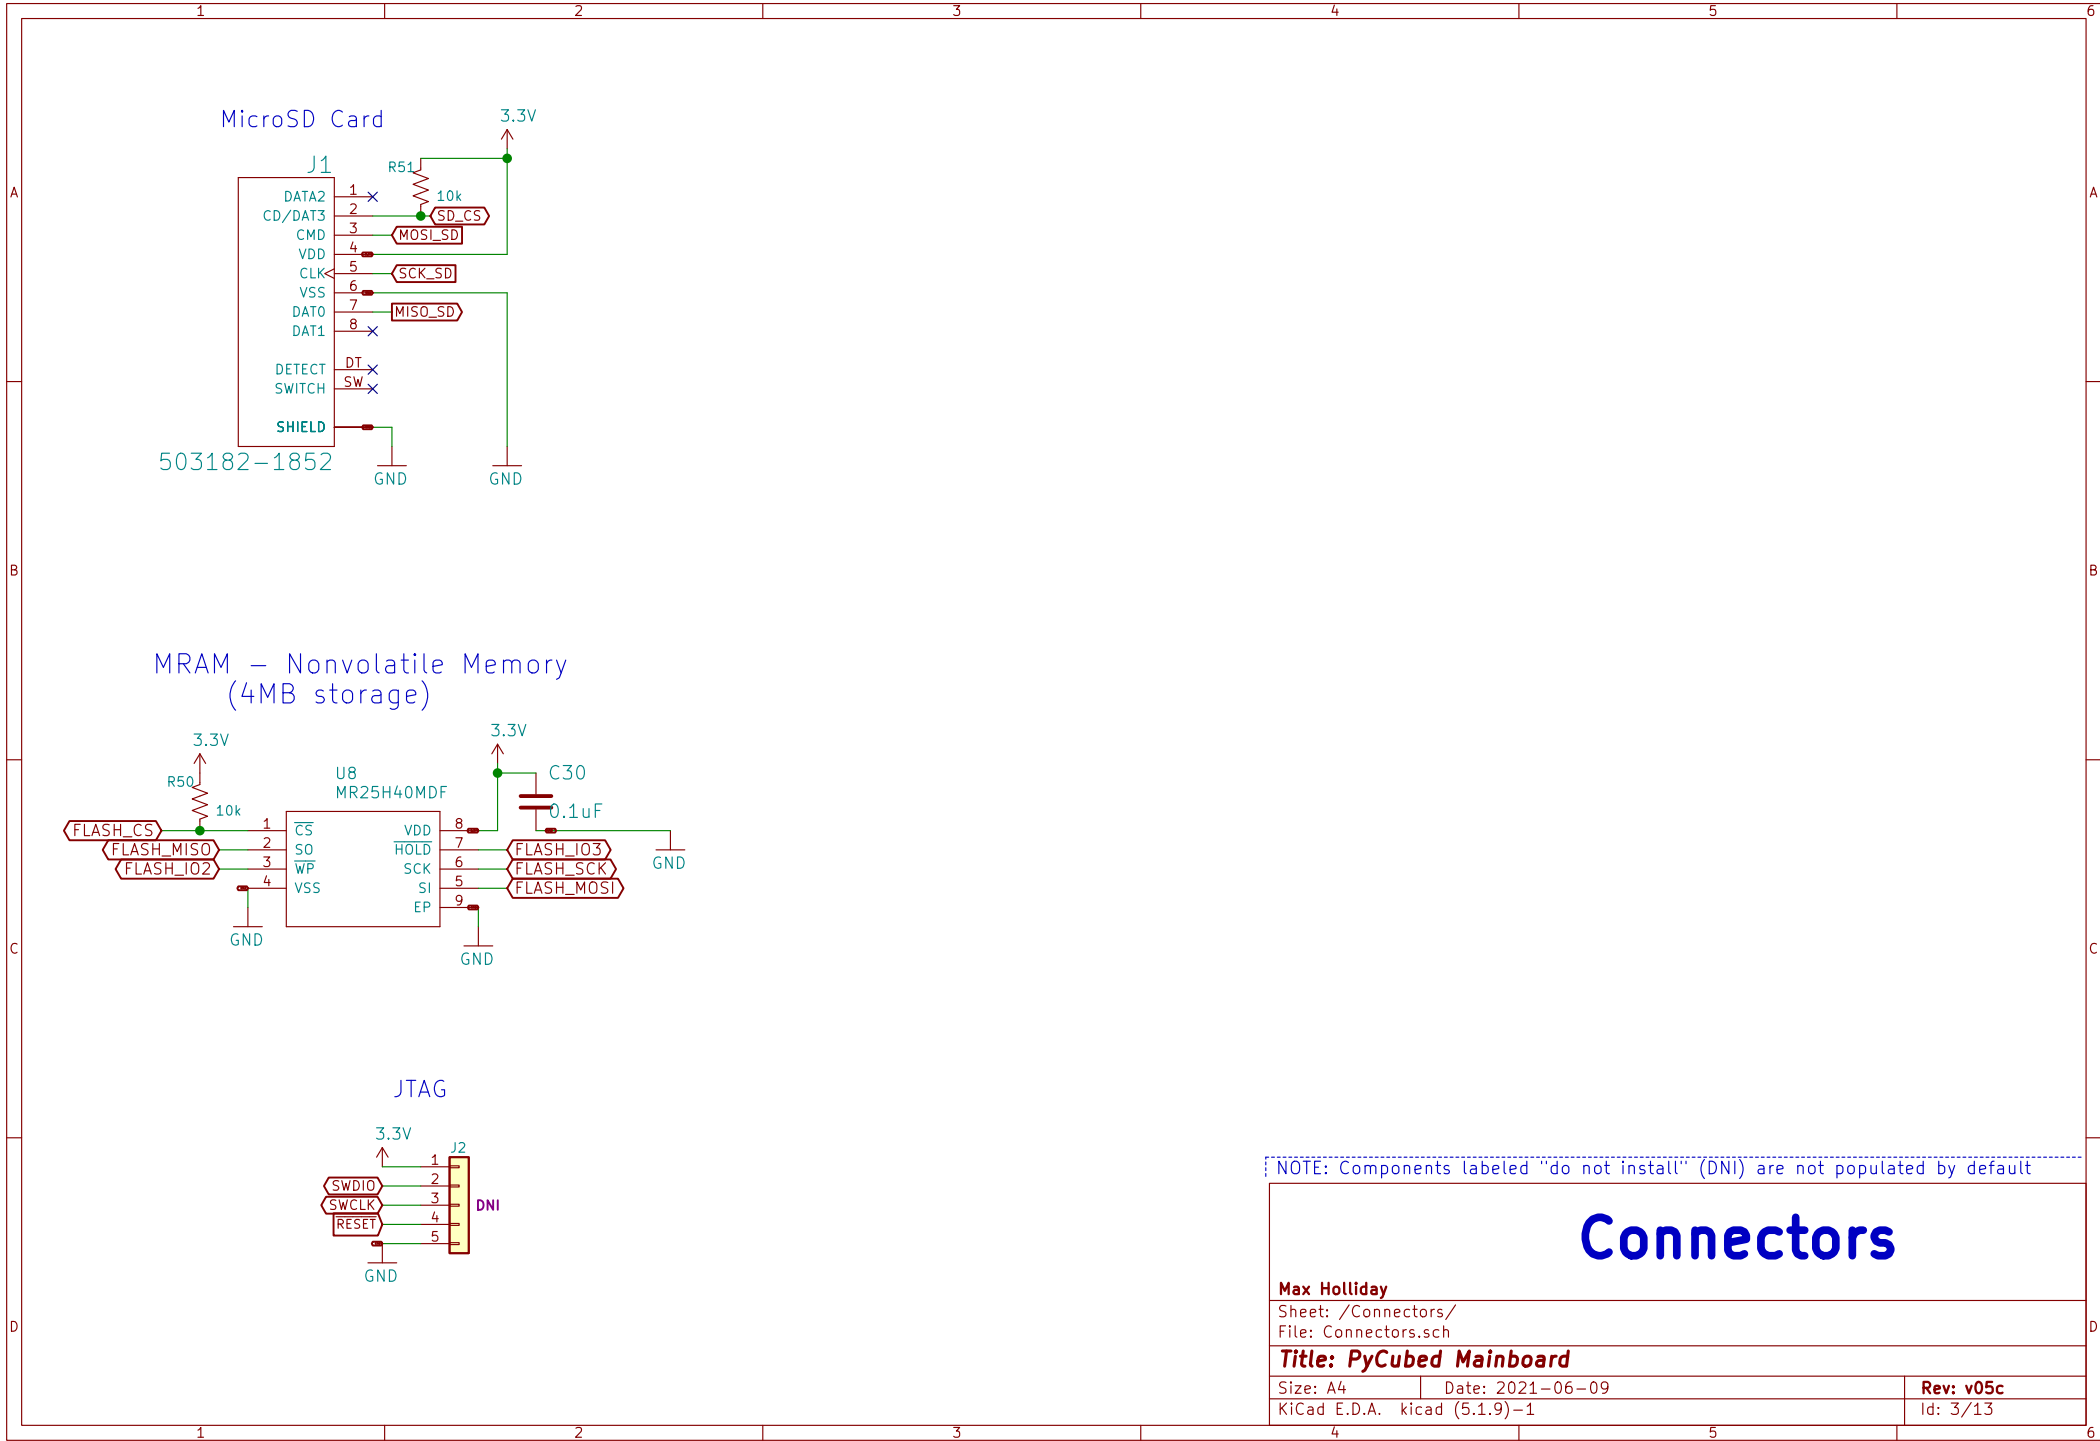 1 2 3 4 5 6
MicroSD Card
3.3V
J1
R51
10k
A A
DATA2 1
CD/DAT3 2 SD_CS
CMD 3 MOSI_SD
VDD 4
CLK 5 SCK_SD
VSS 6
DAT0 7 MISO_SD
DAT1 8
DETECT DT
SWITCH SW
SHIELD
503182-1852
GND GND
B B
MRAM - Nonvolatile Memory
(4MB storage)
3.3V 3.3V
R50
10k
U8
MR25H40MDF
C30
0.1uF
FLASH_CS 1 CS VDD 8
FLASH_MISO 2 SO HOLD 7 FLASH_IO3
FLASH_IO2 3 WP SCK 6 FLASH_SCK
4 VSS SI 5 FLASH_MOSI
EP 9
GND
GND
GND
C C
JTAG
3.3V
J2
1
SWDIO 2
SWCLK 3
RESET 4
5
DNI
GND
NOTE: Components labeled "do not install" (DNI) are not populated by default
Connectors
Max Holliday
Sheet: /Connectors/
File: Connectors.sch
D D
Title: PyCubed Mainboard
Size: A4 Date: 2021-06-09 Rev: v05c
KiCad E.D.A. kicad (5.1.9)-1 Id: 3/13
1 2 3 4 5 6